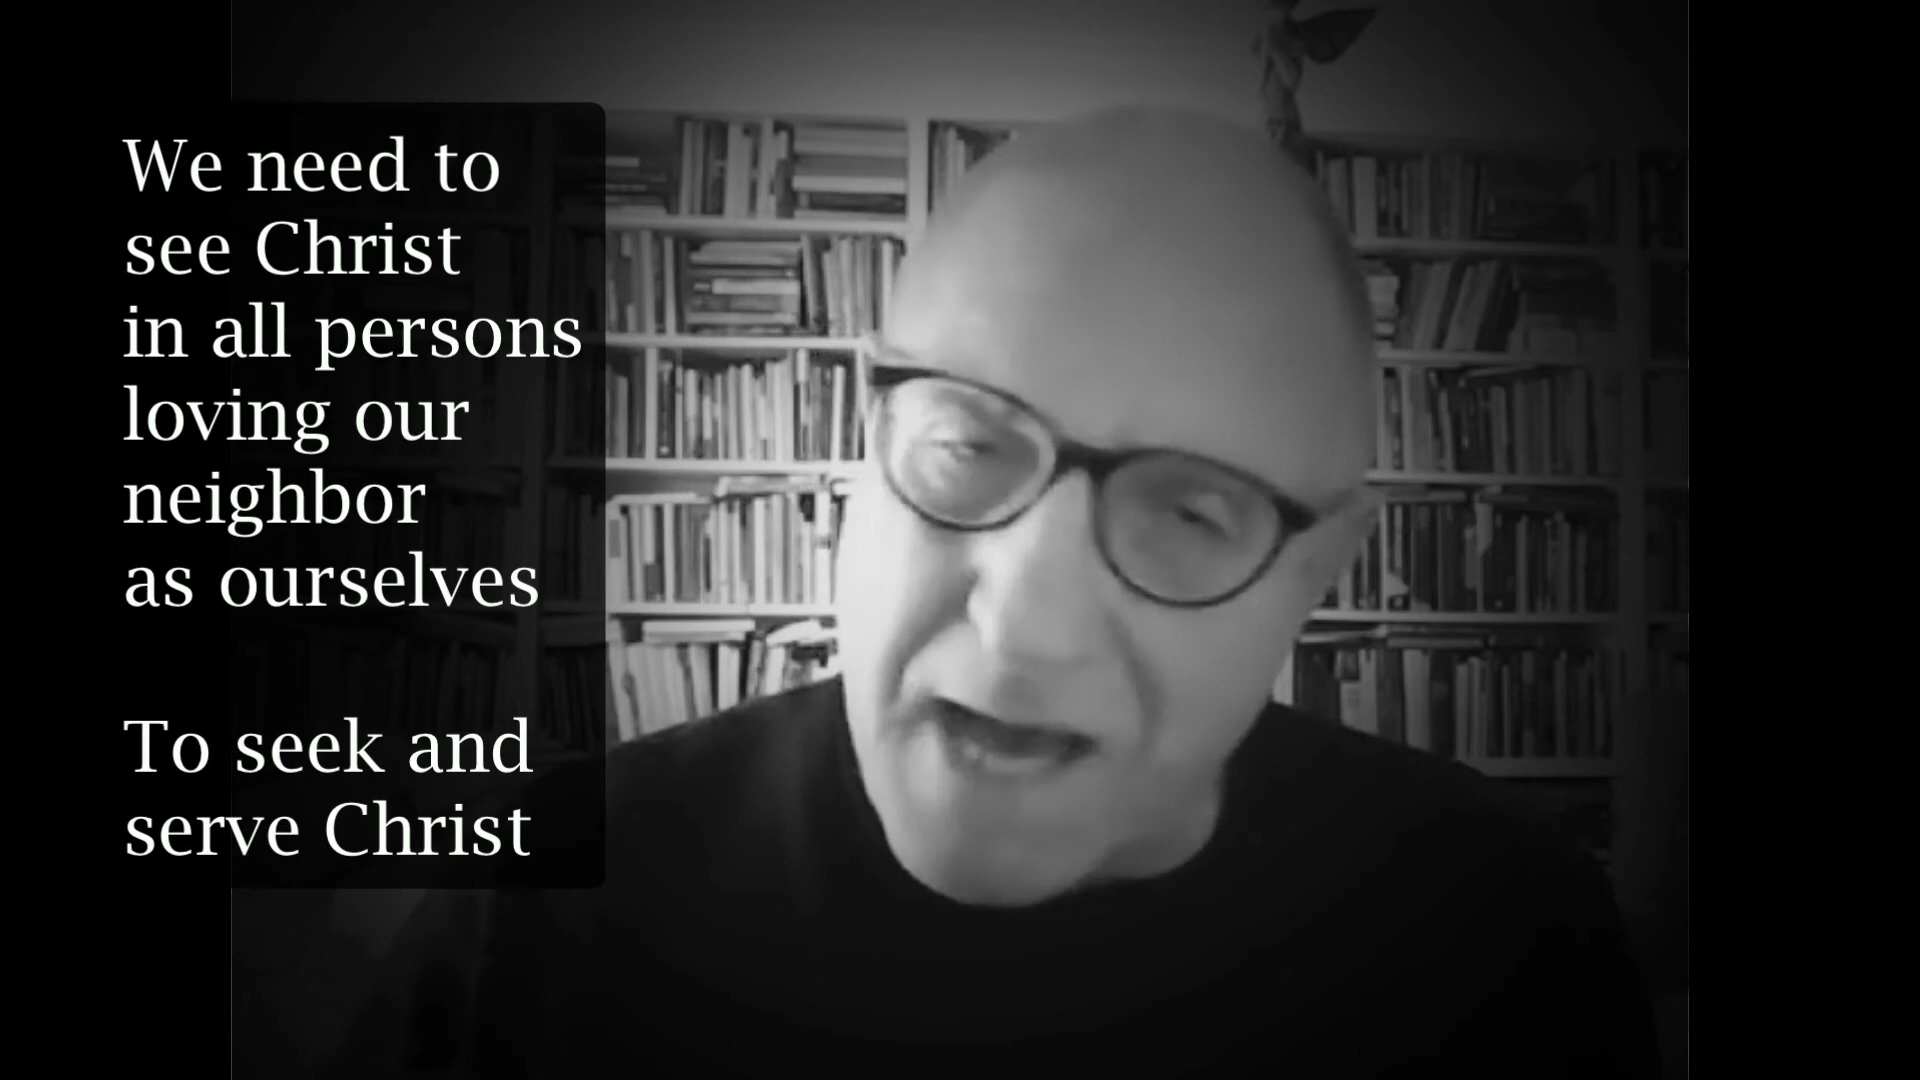 We need to
see Christ
in all persons
loving our
neighbor
as ourselves
To seek and
serve Christ